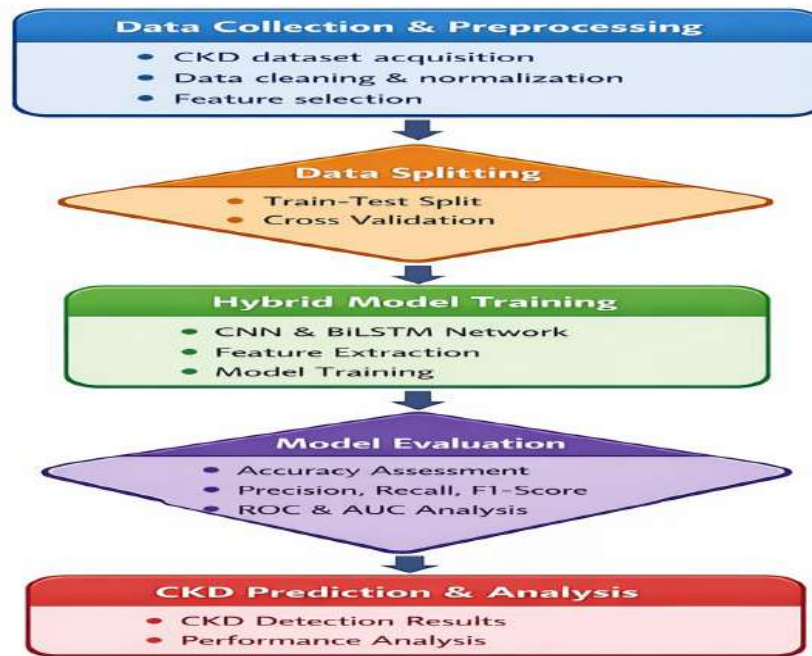 Data Collection & Preprocessing
• CKD dataset acquisition
• Data cleaning & normalization
• Feature selection
Data Splitting
• Train-Test Split
• Cross Validation
Hybrid Model Training
• CNN & BiLSTM Network
• Feature Extraction
• Model Training
Model Evaluation
• Accuracy Assessment
• Precision, Recall, F1-Score
• ROC & AUC Analysis
CKD Prediction & Analysis
• CKD Detection Results
• Performance Analysis